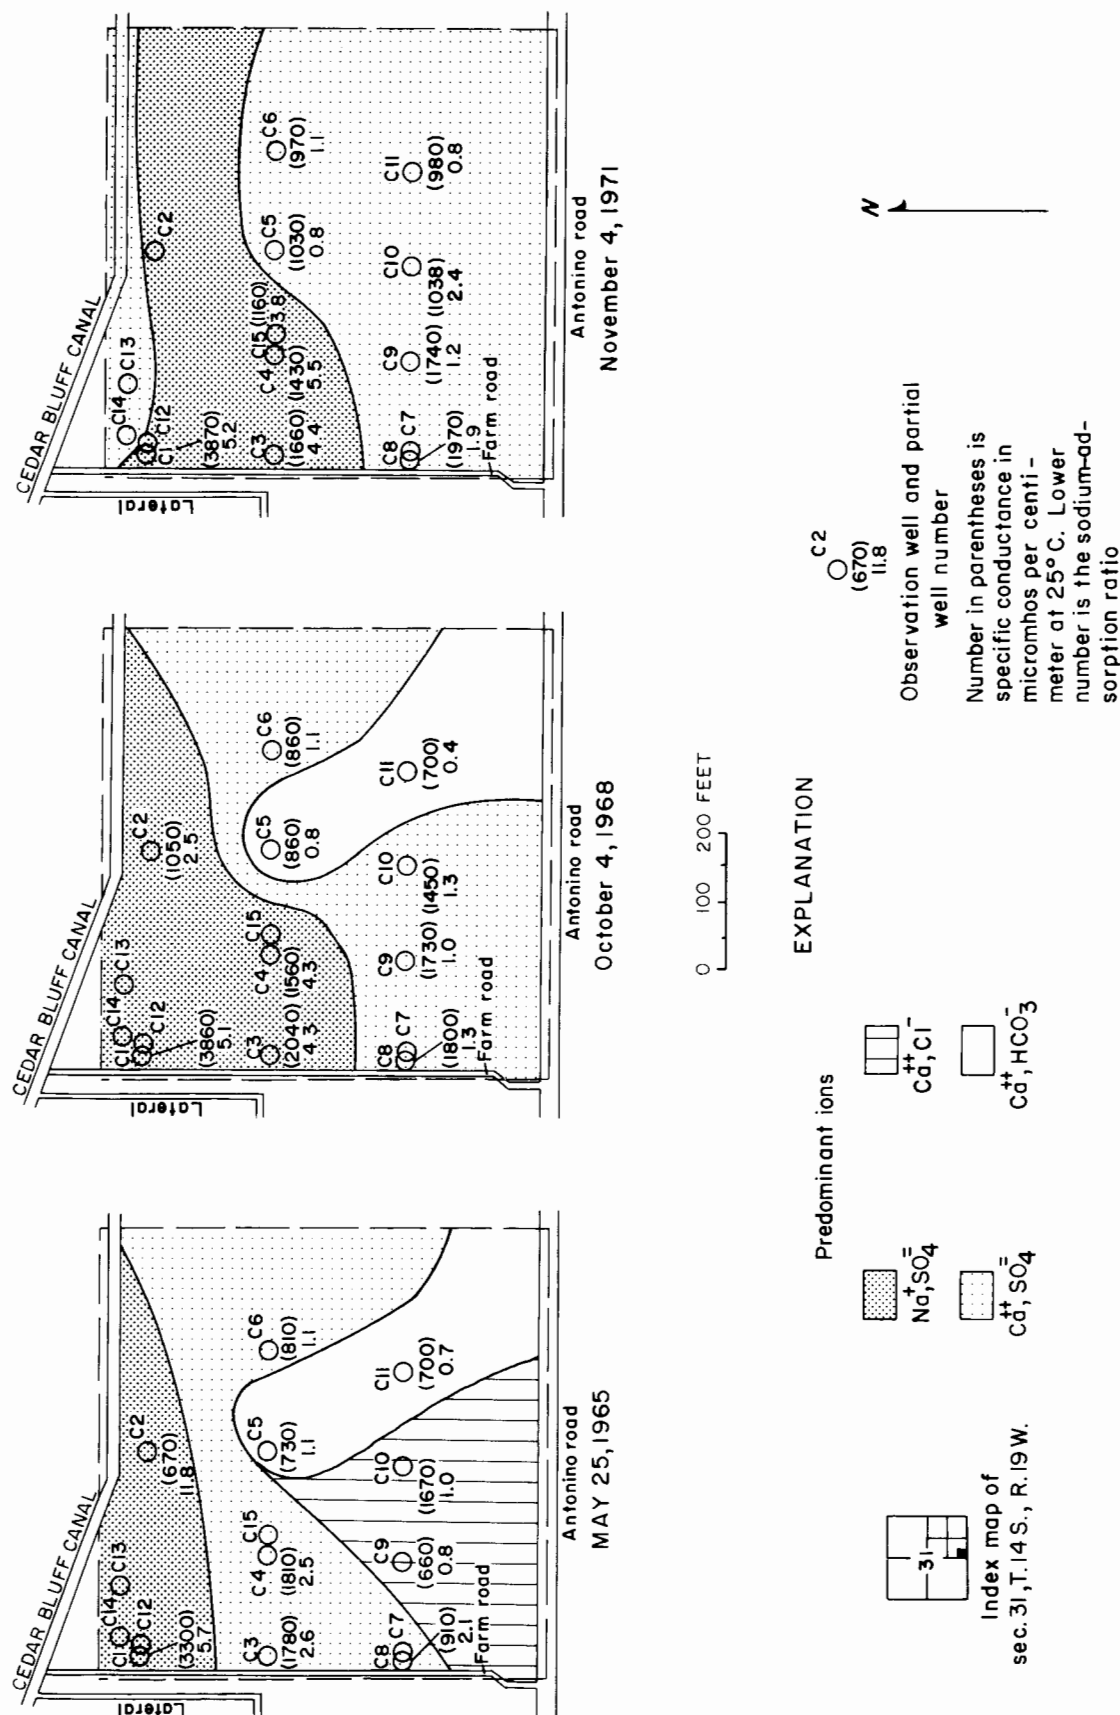 CEDAR BLUFF CANAL
Lateral
C1
C14
C12
C13
(3300)
5.7
C2
(670)
11.8
C3
(1780)
2.6
C4
C15
(1810)
2.5
C5
(730)
1.1
C6
(810)
1.1
C8
C7
(910)
2.1
C9
(660)
0.8
C10
(1670)
1.0
C11
(700)
0.7
Farm road
Antonino road
MAY 25, 1965
CEDAR BLUFF CANAL
Lateral
C1
C14
C12
C13
(3860)
5.1
C2
(1050)
2.5
C3
(2040)
4.3
C4
C15
(1560)
4.3
C5
(860)
0.8
C6
(860)
1.1
C8
C7
(1800)
1.3
C9
(1730)
1.0
C10
(1450)
1.3
C11
(700)
0.4
Farm road
Antonino road
October 4, 1968
CEDAR BLUFF CANAL
Lateral
C1
C14
C12
C13
(3870)
5.2
C2
C3
(1660)
4.4
C4
(1430)
5.5
C15 (1160)
3.8
C5
(1030)
0.8
C6
(970)
1.1
C8
C7
(1970)
1.9
C9
(1740)
1.2
C10
(1038)
2.4
C11
(980)
0.8
Farm road
Antonino road
November 4, 1971
0 100 200 FEET
N
EXPLANATION
31
Index map of
sec. 31, T. 14 S., R. 19 W.
Predominant ions
Na⁺, SO₄⁼
Ca⁺⁺, Cl⁻
Ca⁺⁺, SO₄⁼
Ca⁺⁺, HCO₃⁻
C2
(670)
11.8
Observation well and partial
well number
Number in parentheses is
specific conductance in
micromhos per centi-
meter at 25° C. Lower
number is the sodium-ad-
sorption ratio